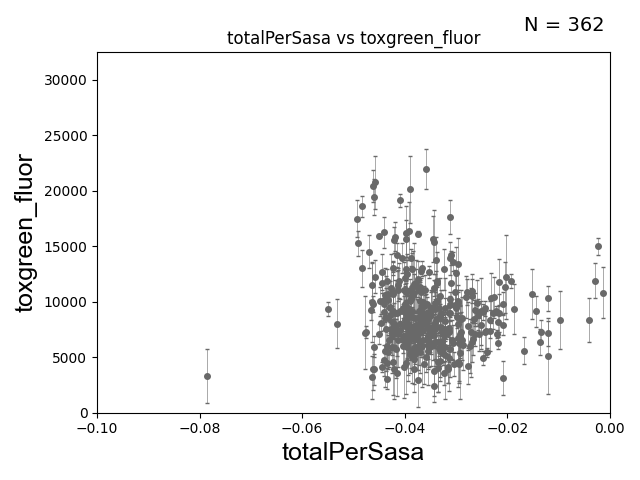 N = 362
totalPerSasa vs toxgreen_fluor
30000
25000
20000
15000
10000
5000
0
toxgreen_fluor
−0.10 −0.08 −0.06 −0.04 −0.02 0.00
totalPerSasa